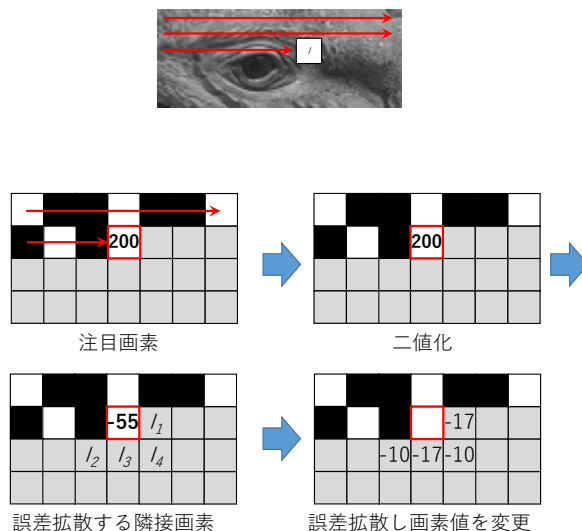 I
200
200
注目画素
二値化
-55 I1
I2 I3 I4
-17
-10 -17 -10
誤差拡散する隣接画素
誤差拡散し画素値を変更